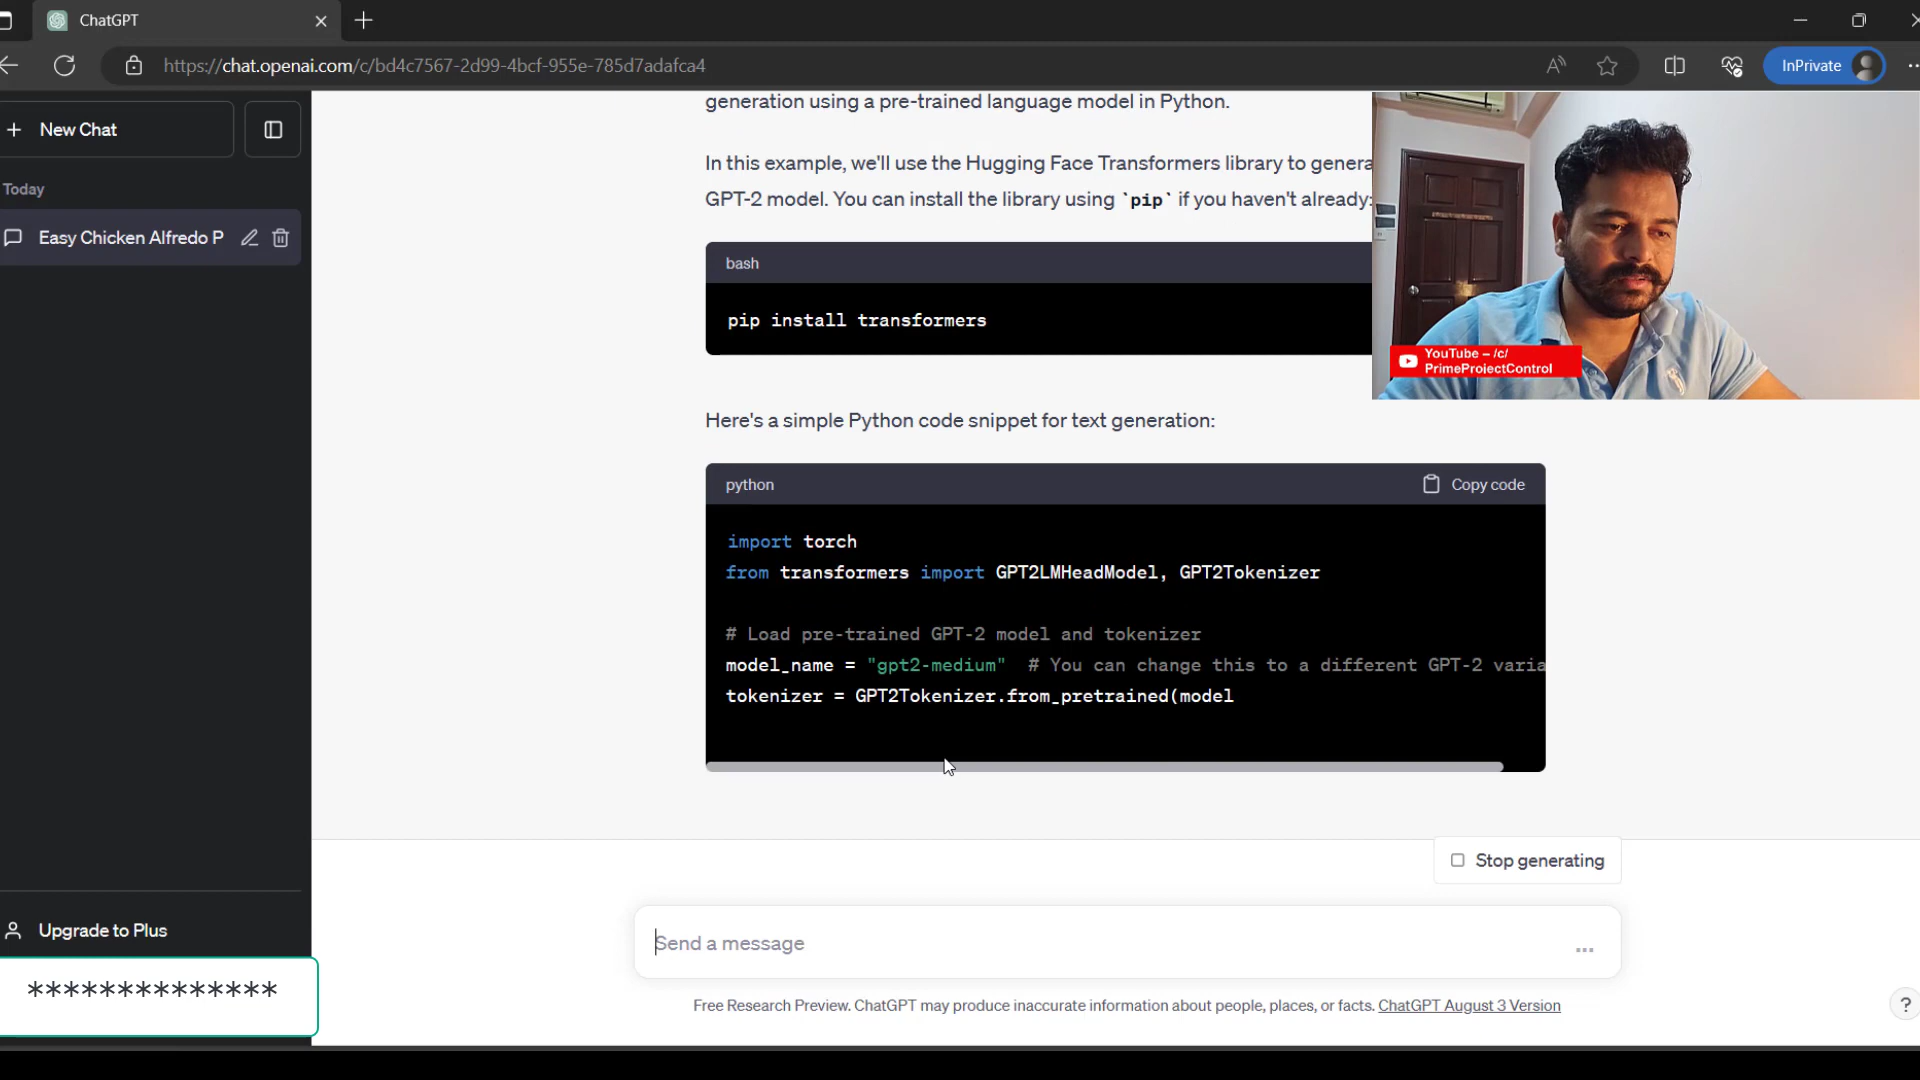 ChatGPT
https://chat.openai.com/c/bd4c7567-2d99-4bcf-955e-785d7adafca4
InPrivate
New Chat
Today
Easy Chicken Alfredo P
generation using a pre-trained language model in Python.
In this example, we'll use the Hugging Face Transformers library to genera
GPT-2 model. You can install the library using `pip` if you haven't already:
bash
pip install transformers
YouTube – /c/
PrimeProjectControl
Here's a simple Python code snippet for text generation:
python
Copy code
import torch
from transformers import GPT2LMHeadModel, GPT2Tokenizer
# Load pre-trained GPT-2 model and tokenizer
model_name = "gpt2-medium"  # You can change this to a different GPT-2 varia
tokenizer = GPT2Tokenizer.from_pretrained(model
Stop generating
Upgrade to Plus
Send a message
**************
Free Research Preview. ChatGPT may produce inaccurate information about people, places, or facts. ChatGPT August 3 Version
?